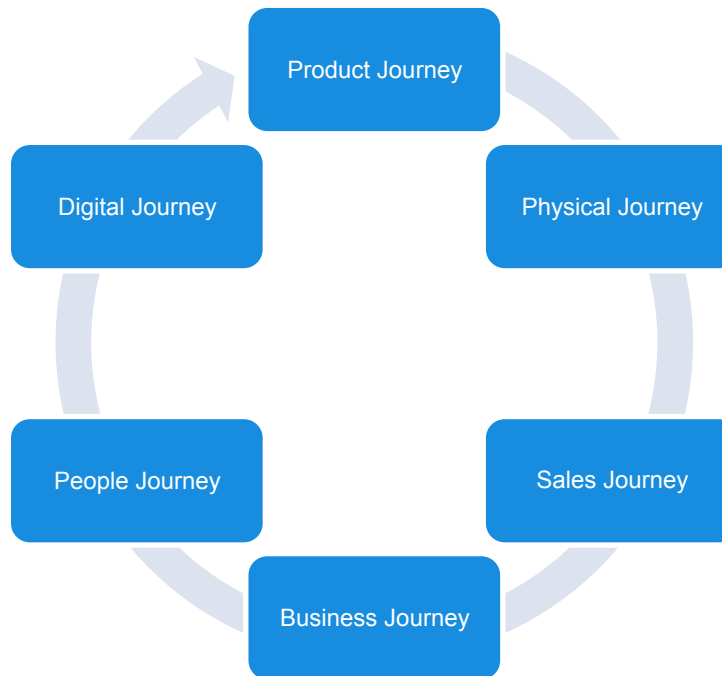 Product Journey
Physical Journey
Sales Journey
Business Journey
People Journey
Digital Journey